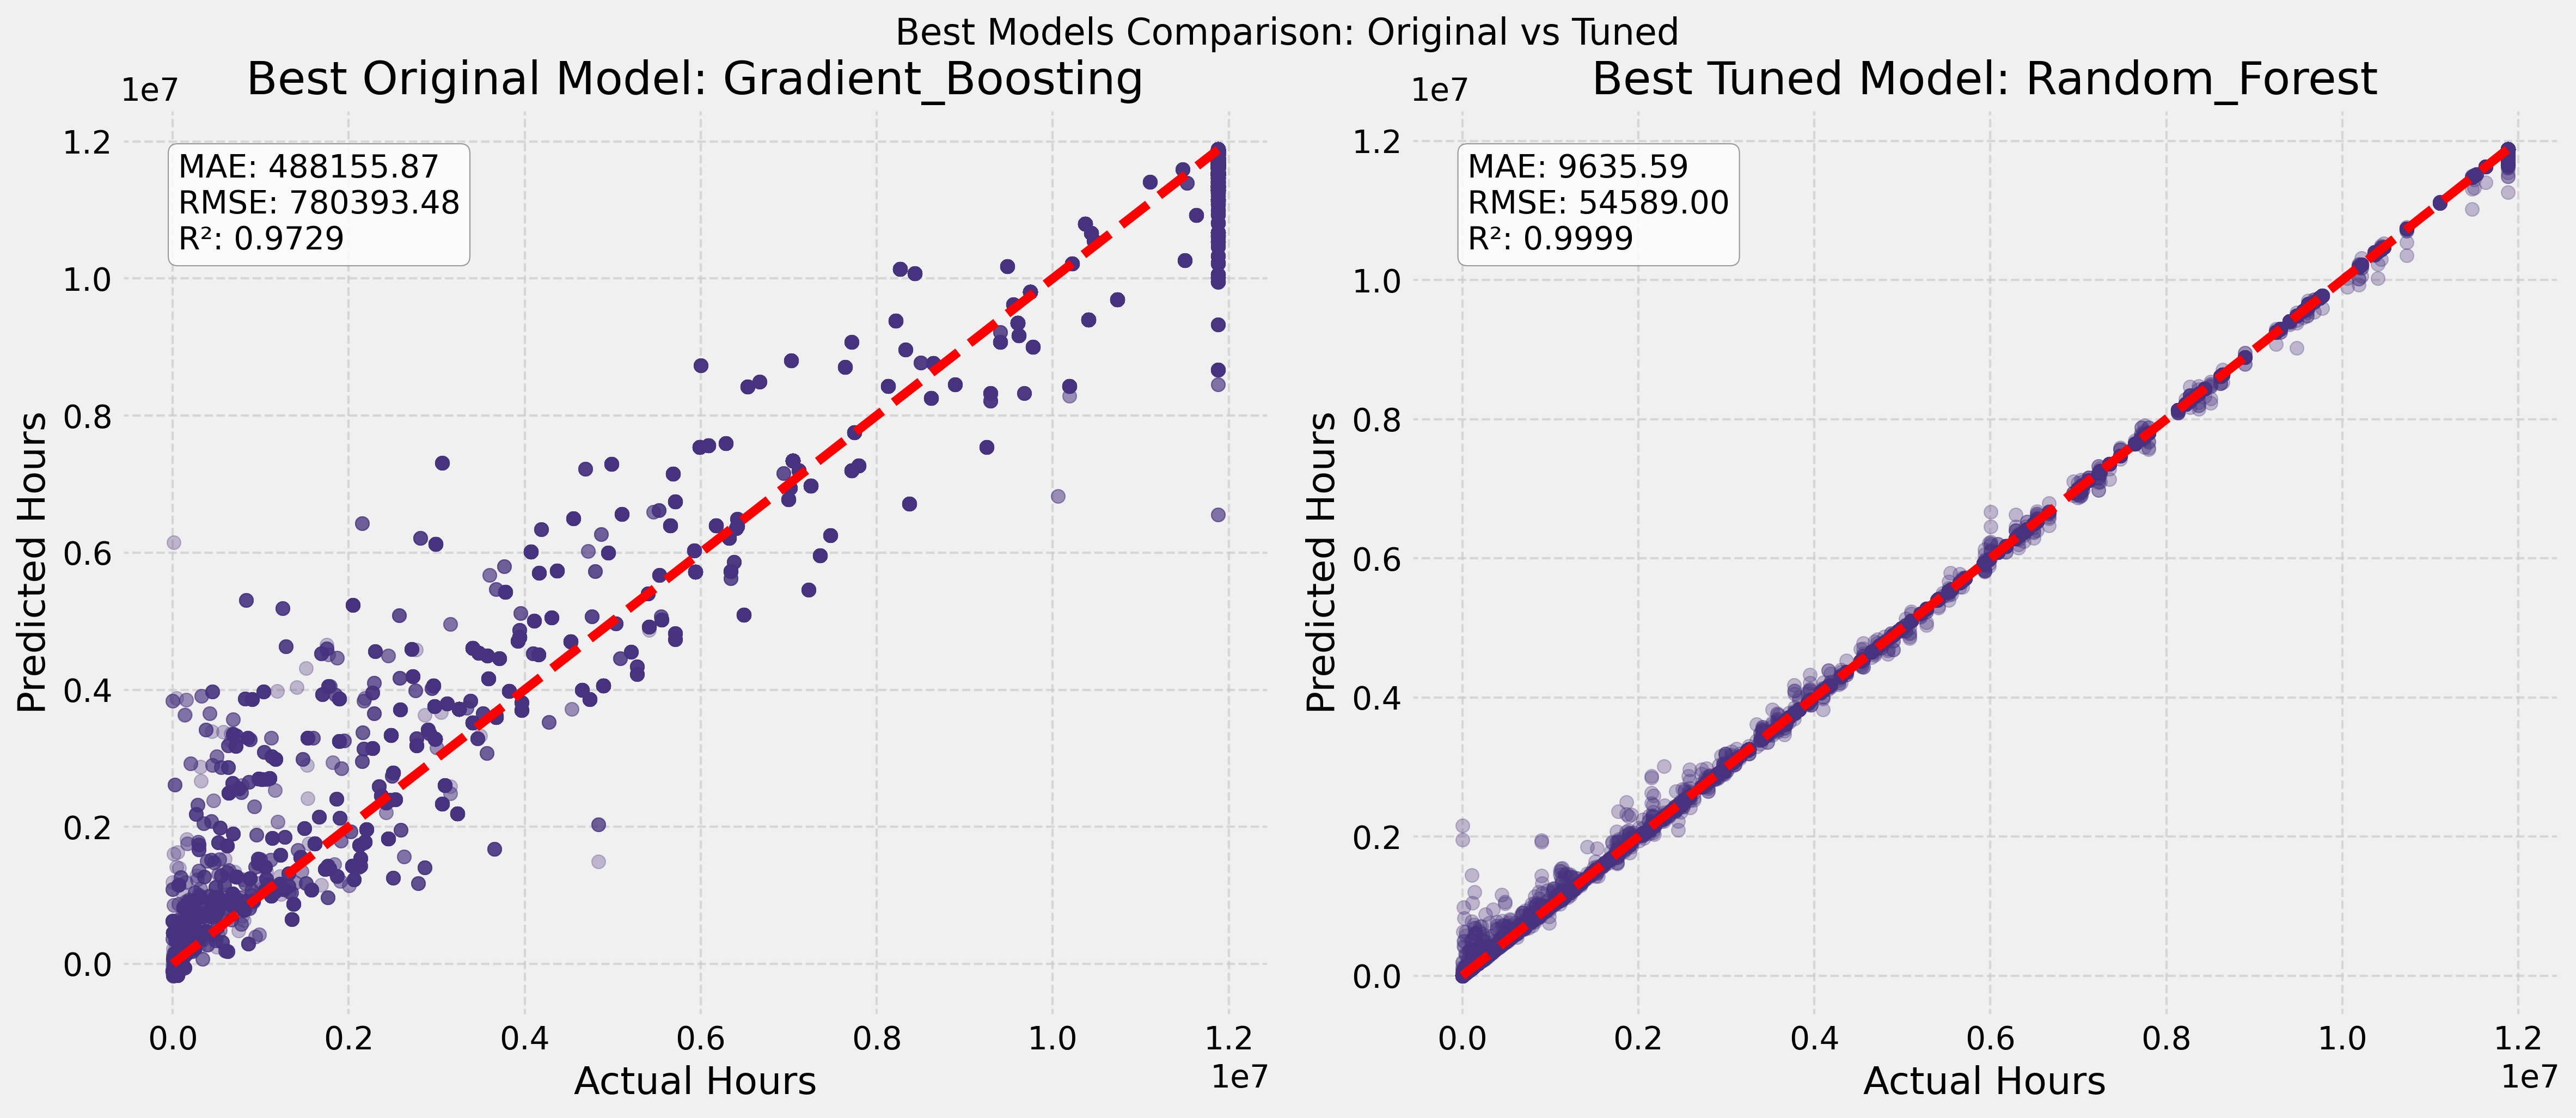 Best Models Comparison: Original vs Tuned
Best Original Model: Gradient_Boosting
1e7
MAE: 488155.87
RMSE: 780393.48
R²: 0.9729
1.2
1.0
0.8
0.6
0.4
0.2
0.0
Predicted Hours
0.0 0.2 0.4 0.6 0.8 1.0 1.2
Actual Hours
1e7
Best Tuned Model: Random_Forest
1e7
MAE: 9635.59
RMSE: 54589.00
R²: 0.9999
1.2
1.0
0.8
0.6
0.4
0.2
0.0
Predicted Hours
0.0 0.2 0.4 0.6 0.8 1.0 1.2
Actual Hours
1e7